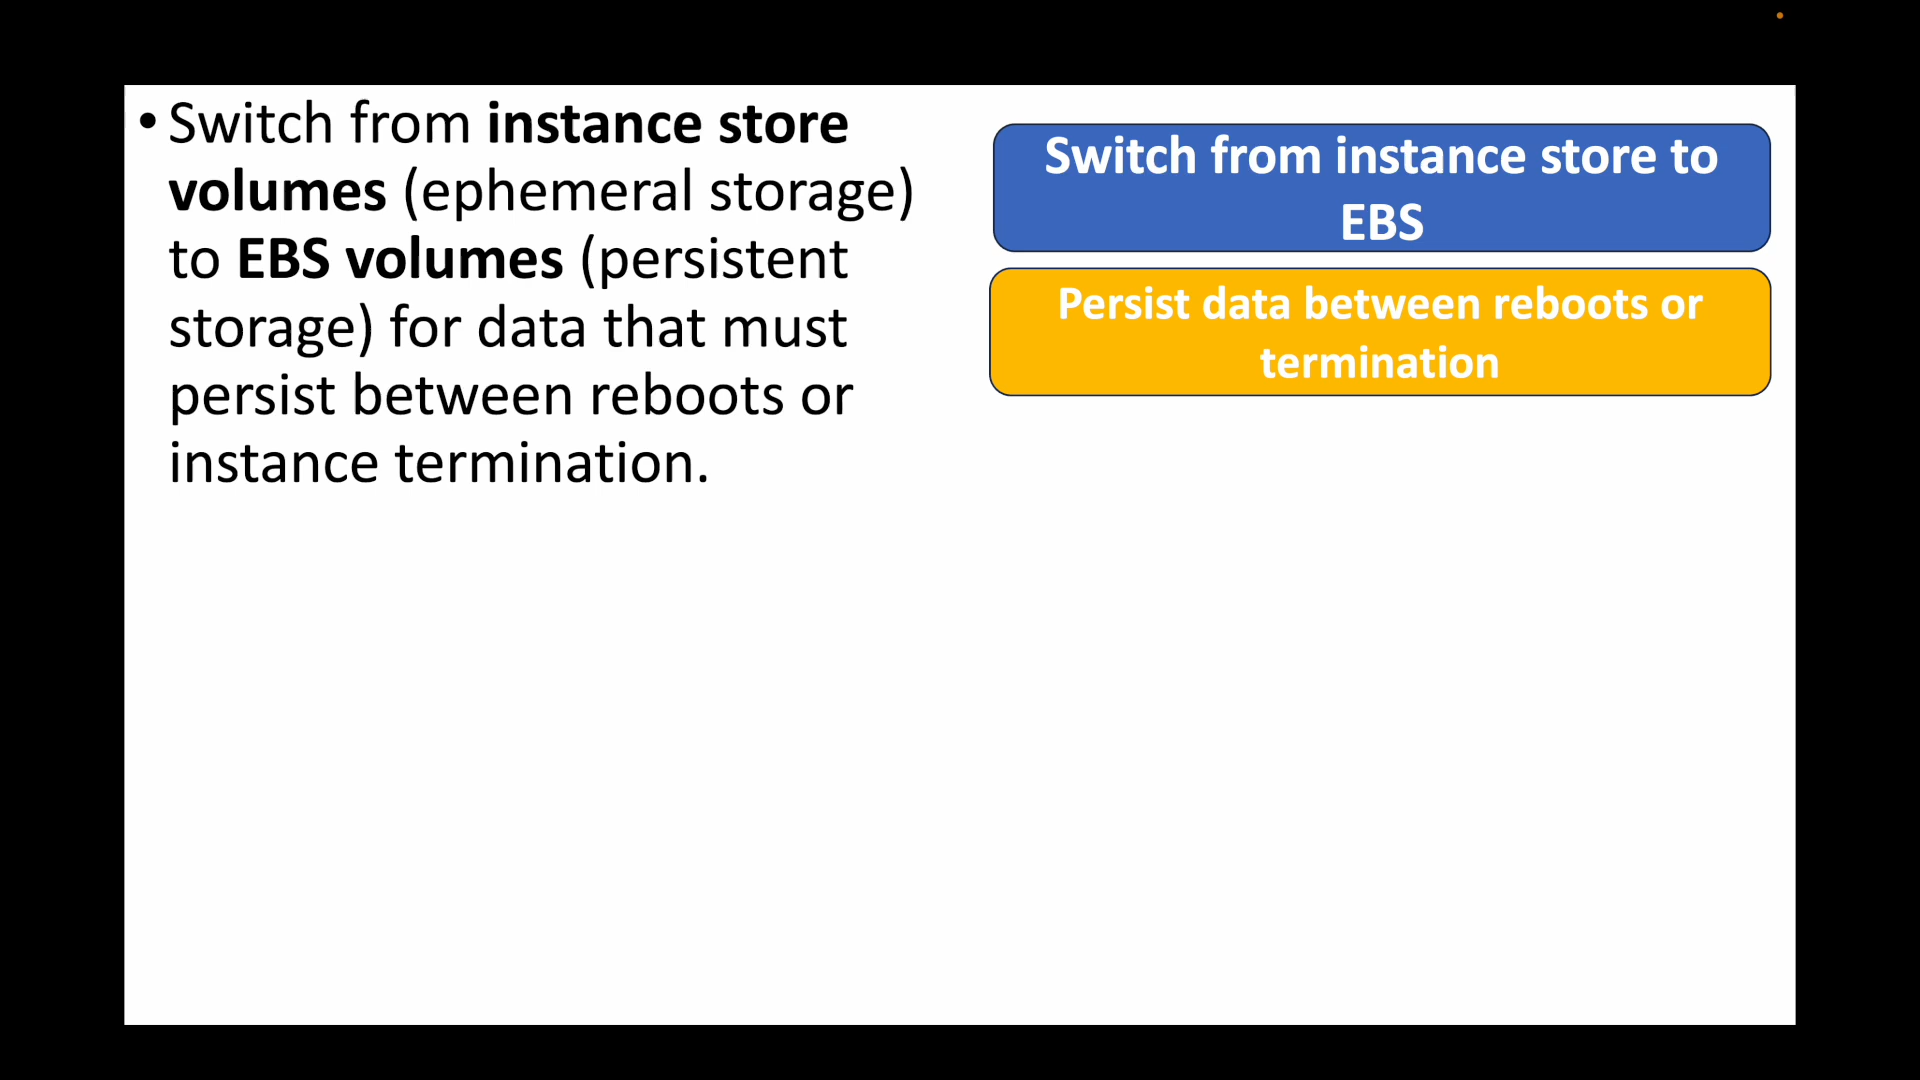 • Switch from instance store
volumes (ephemeral storage)
to EBS volumes (persistent
storage) for data that must
persist between reboots or
instance termination.
Switch from instance store to
EBS
Persist data between reboots or
termination